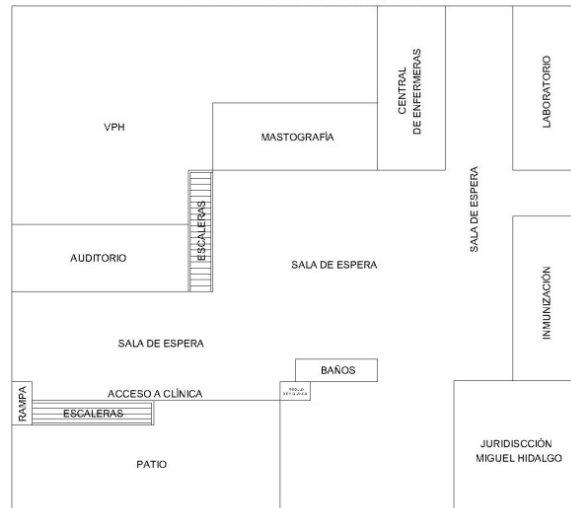 CENTRAL
DE ENFERMERAS
LABORATORIO
VPH
MASTOGRAFÍA
ESCALERAS
SALA DE ESPERA
AUDITORIO
SALA DE ESPERA
INMUNIZACIÓN
SALA DE ESPERA
BAÑOS
RAMPA
ACCESO A CLÍNICA
ESCALERAS
PATIO
JURIDISCCIÓN
MIGUEL HIDALGO